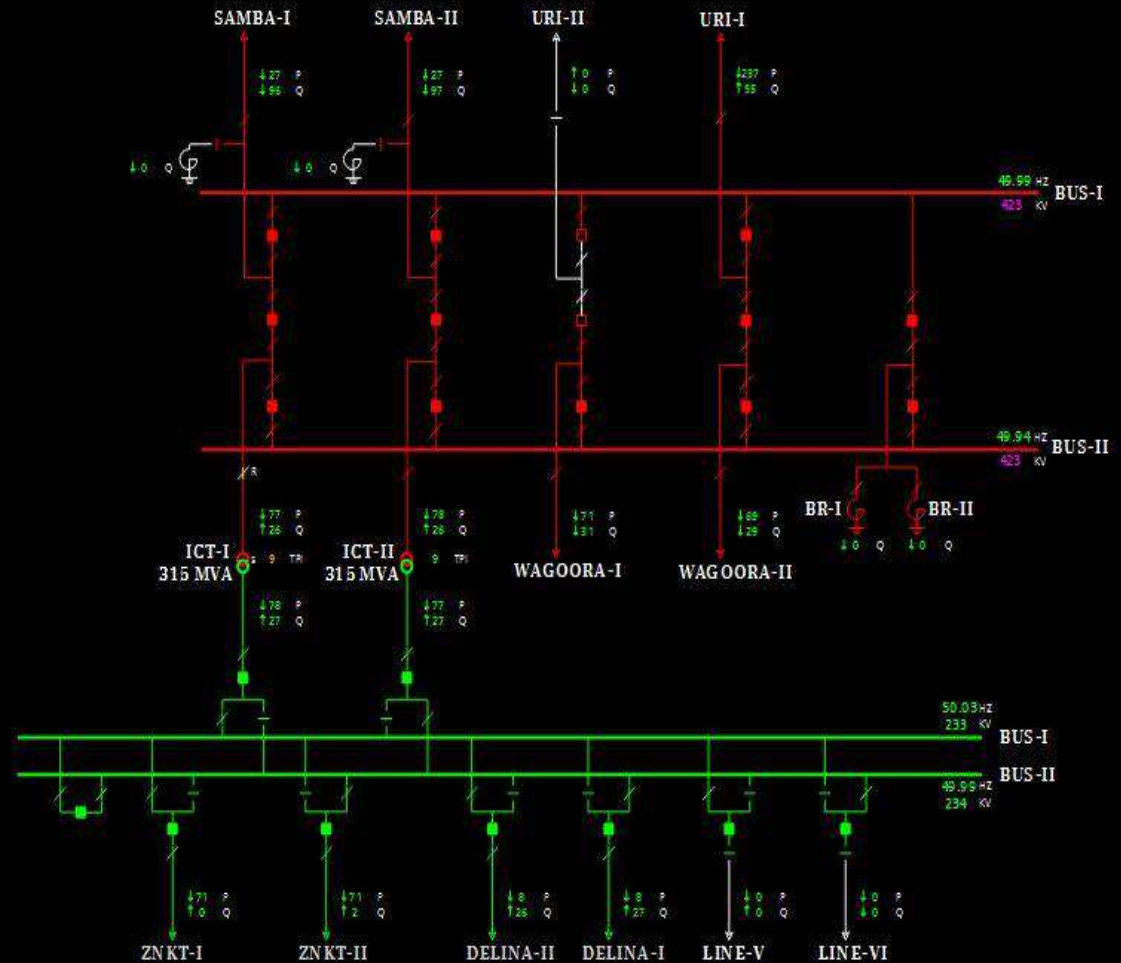 SAMBA-I SAMBA-II URI-II URI-I
↓27 P ↓27 P ↑0 P ↓237 P
↓96 Q ↓97 Q ↓0 Q ↑55 Q
↓0 Q ↓0 Q
49.99 HZ
423 KV BUS-I
49.94 HZ
423 KV BUS-II
R
BR-I BR-II
↓77 P ↓78 P ↓71 P ↓69 P
↑26 Q ↑26 Q ↓31 Q ↓29 Q
↓0 Q ↓0 Q
ICT-I 9 TPI ICT-II 9 TPI
315 MVA 315 MVA WAGOORA-I WAGOORA-II
↓78 P ↓77 P
↑27 Q ↑27 Q
50.03 HZ
233 KV
BUS-I
BUS-II
49.99 HZ
234 KV
↓71 P ↓71 P ↓8 P ↓8 P ↓0 P ↓0 P
↑0 Q ↑2 Q ↑26 Q ↑27 Q ↑0 Q ↓0 Q
ZNKT-I ZNKT-II DELINA-II DELINA-I LINE-V LINE-VI